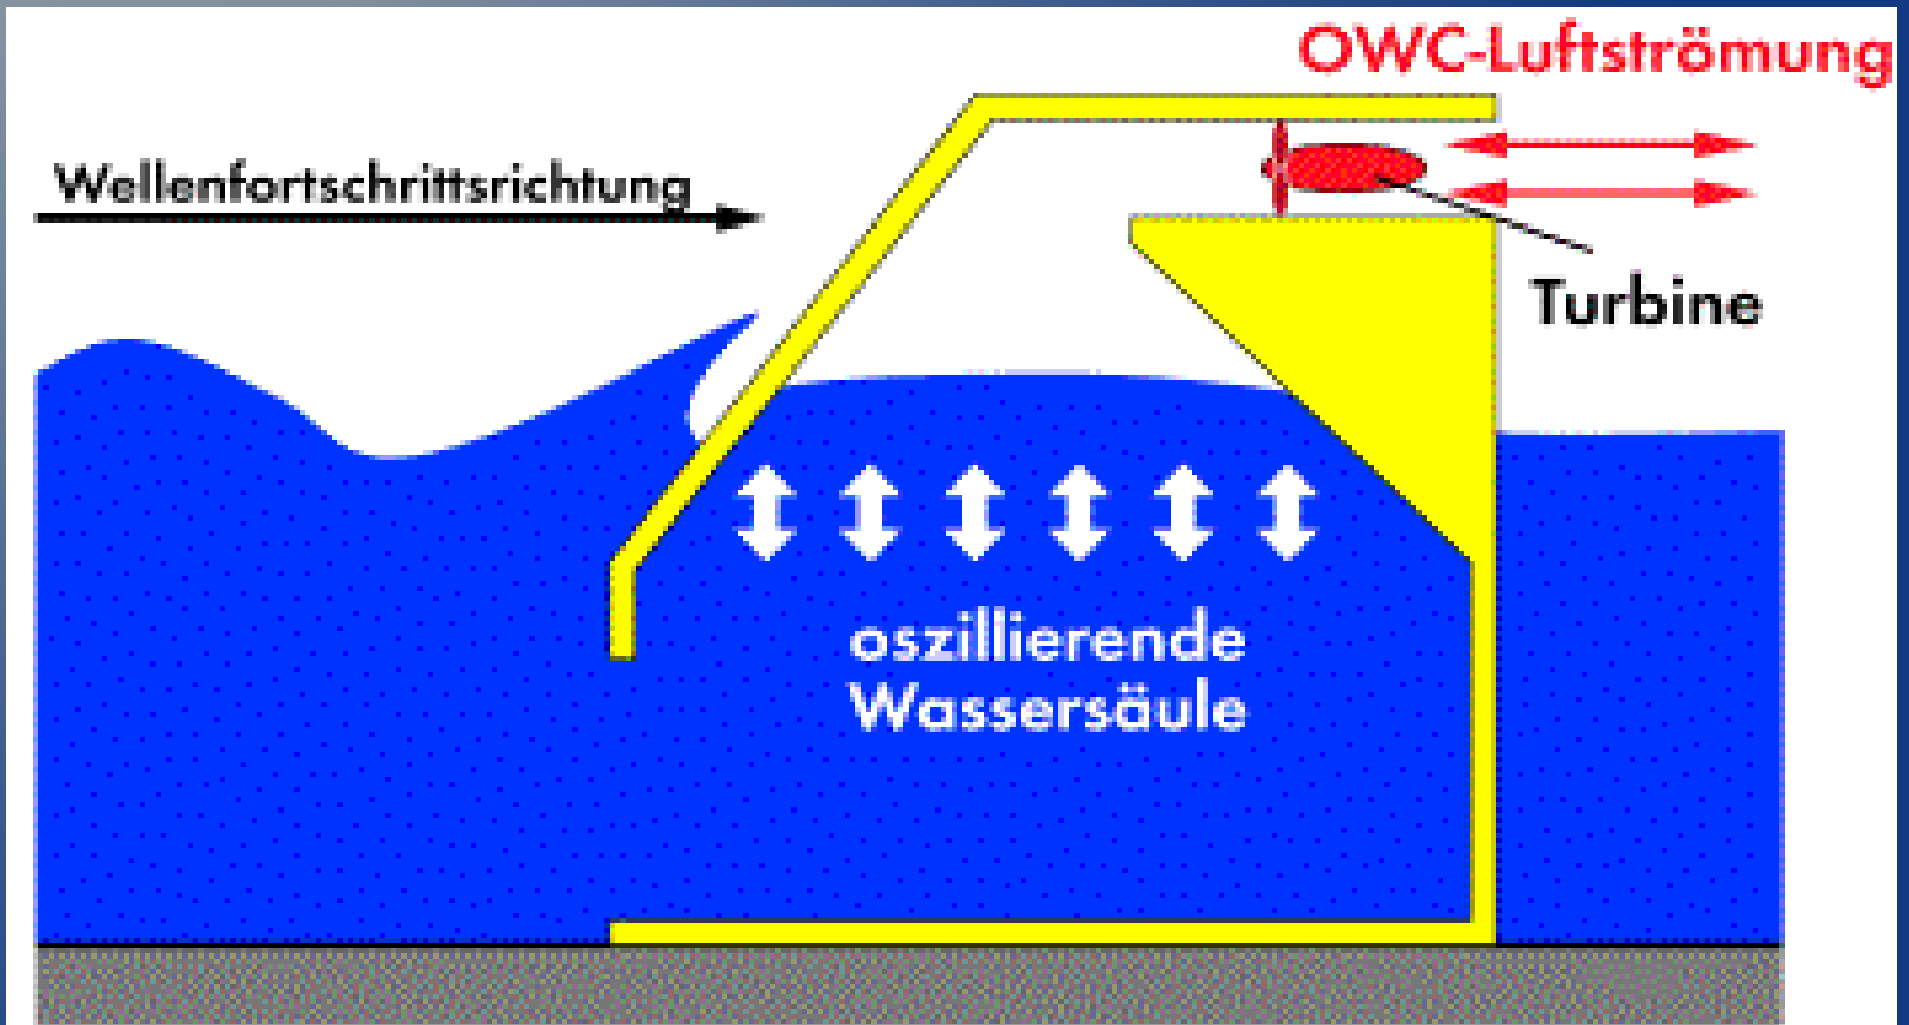 OWC-Luftströmung
Wellenfortschrittsrichtung
Turbine
oszillierende
Wassersäule